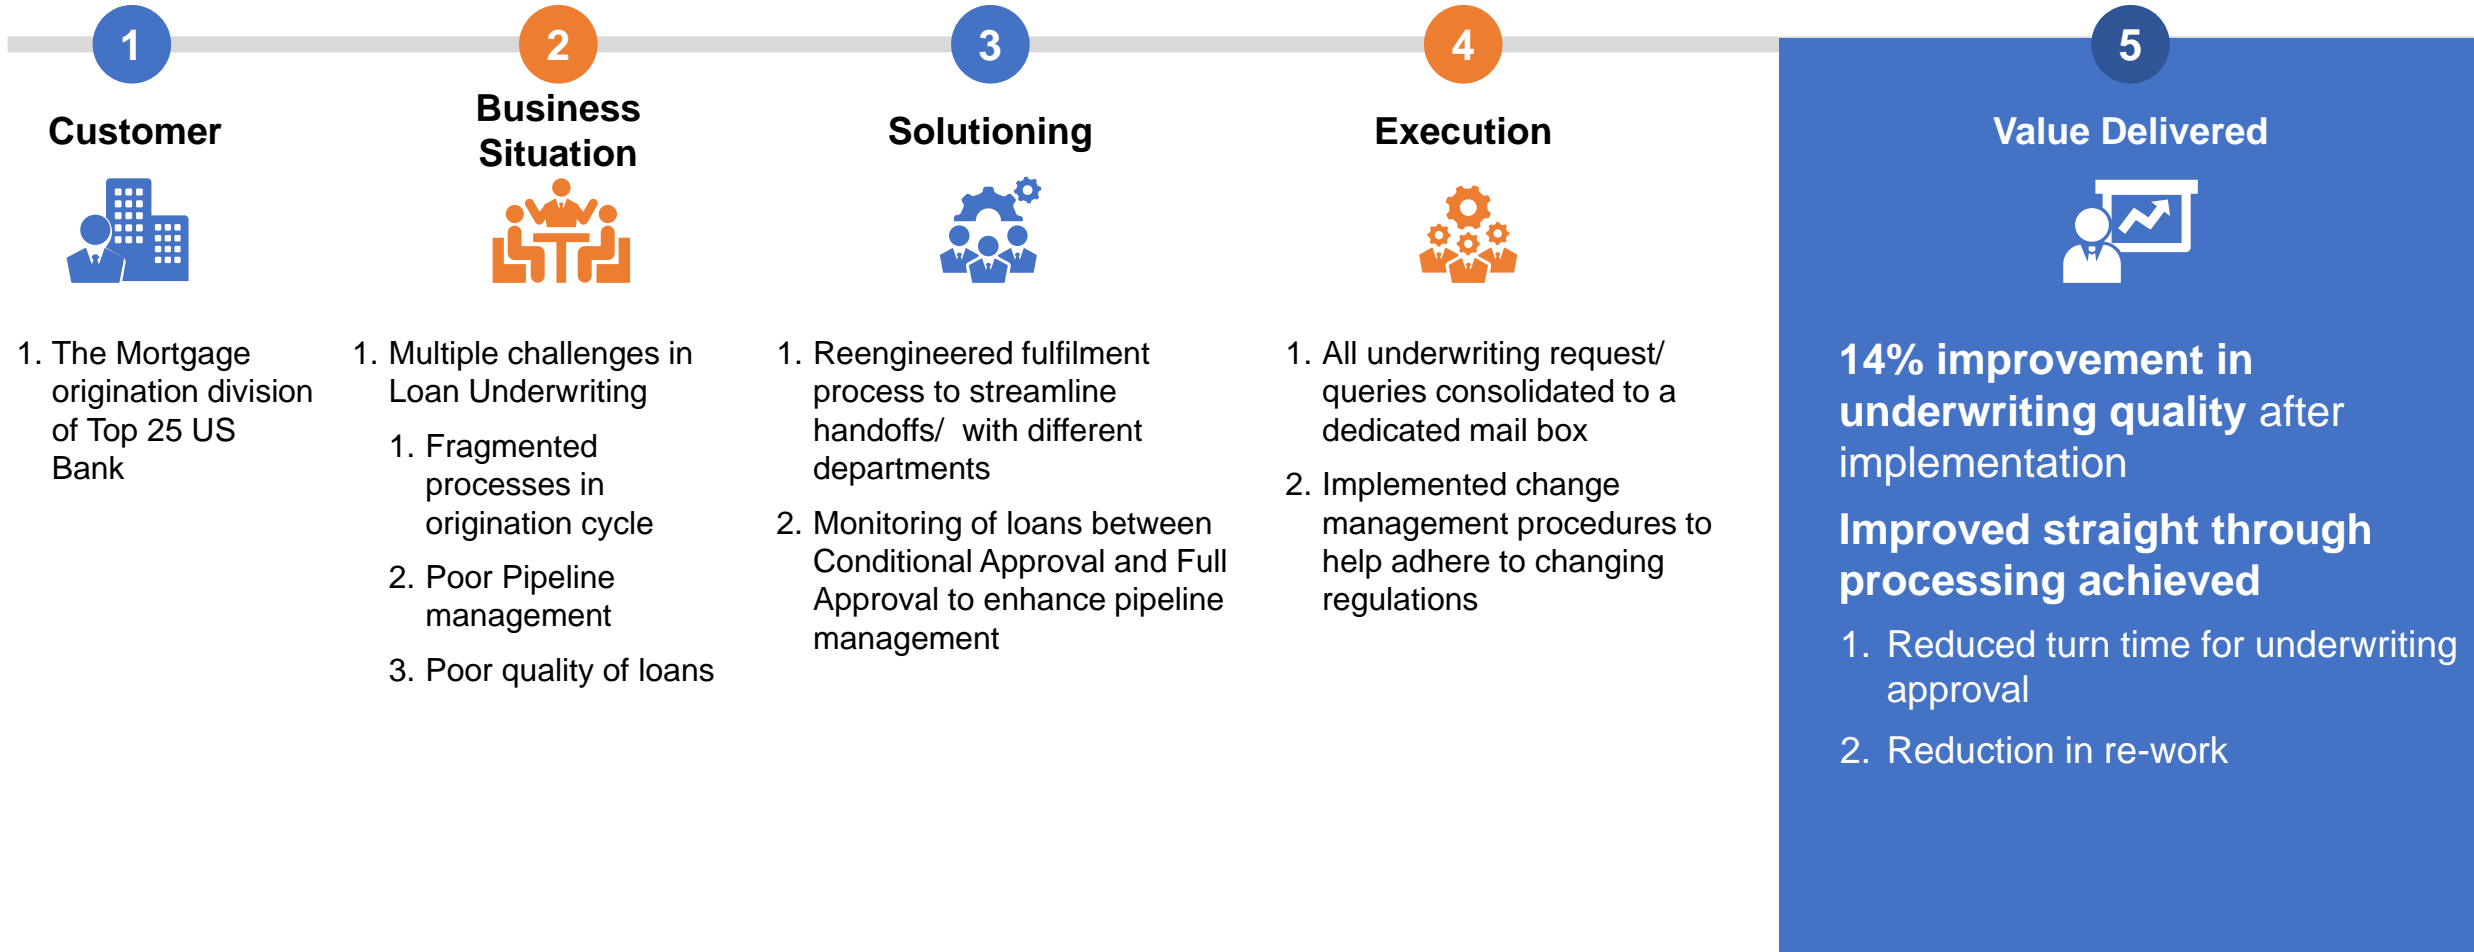 1
Customer
1. The Mortgage
origination division
of Top 25 US
Bank
2
Business
Situation
1. Multiple challenges in
Loan Underwriting
1. Fragmented
processes in
origination cycle
2. Poor Pipeline
management
3. Poor quality of loans
3
Solutioning
1. Reengineered fulfilment
process to streamline
handoffs/  with different
departments
2. Monitoring of loans between
Conditional Approval and Full
Approval to enhance pipeline
management
4
Execution
1. All underwriting request/
queries consolidated to a
dedicated mail box
2. Implemented change
management procedures to
help adhere to changing
regulations
5
Value Delivered
14% improvement in
underwriting quality after
implementation
Improved straight through
processing achieved
1. Reduced turn time for underwriting
approval
2. Reduction in re-work